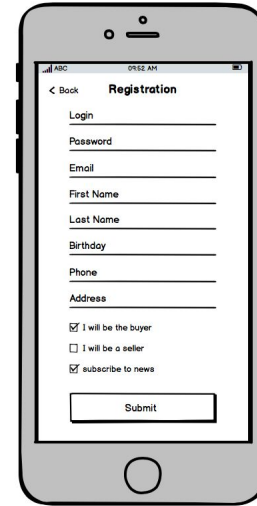 ABC 09:52 AM
< Back Registration
Login
Password
Email
First Name
Last Name
Birthday
Phone
Address
I will be the buyer
I will be a seller
subscribe to news
Submit